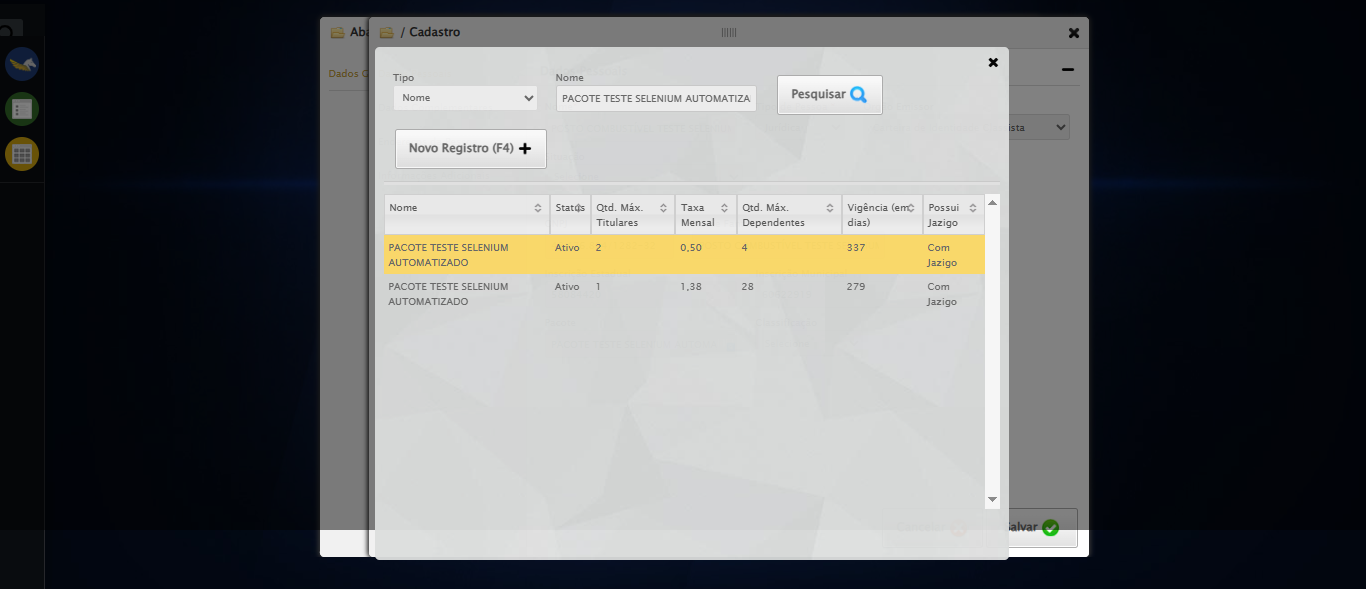 Aba
/ Cadastro
Dados G
Tipo
Nome
Nome
PACOTE TESTE SELENIUM AUTOMATIZA
Pesquisar
Novo Registro (F4)
ista
Nome
Status
Qtd. Máx. Titulares
Taxa Mensal
Qtd. Máx. Dependentes
Vigência (em dias)
Possui Jazigo
PACOTE TESTE SELENIUM AUTOMATIZADO
Ativo
2
0,50
4
337
Com Jazigo
PACOTE TESTE SELENIUM AUTOMATIZADO
Ativo
1
1,38
28
279
Com Jazigo
Salvar